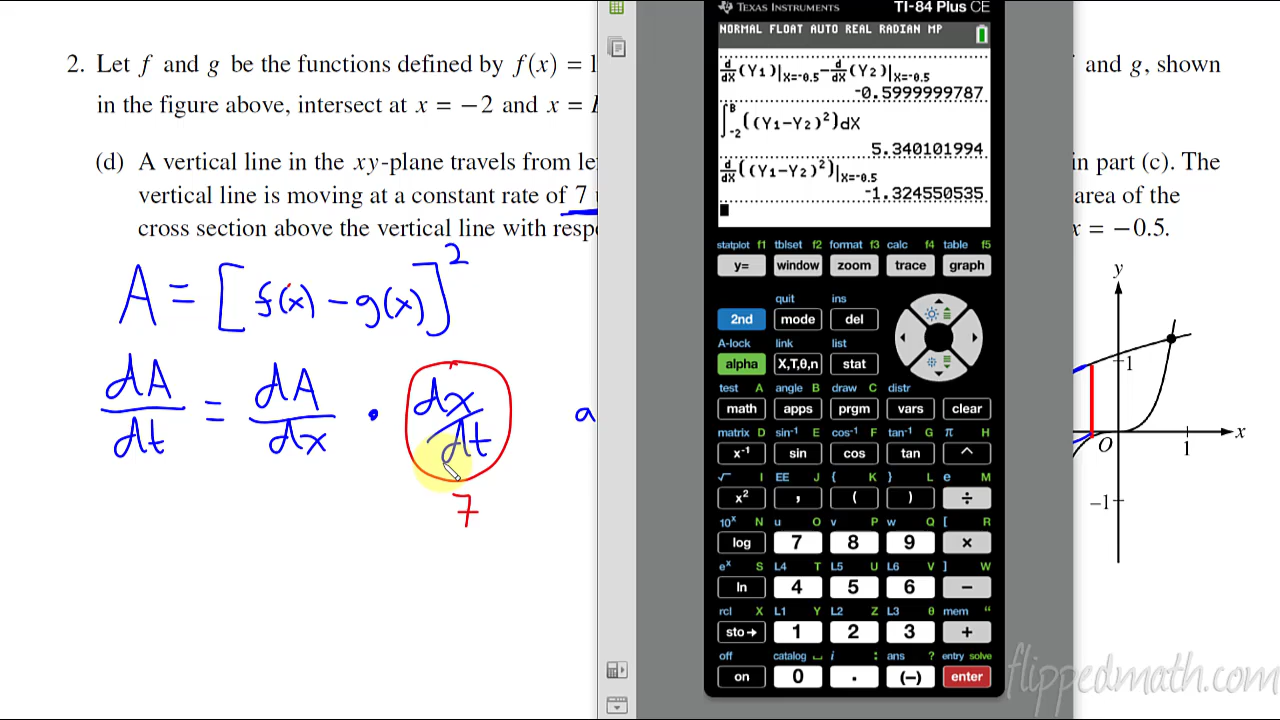 2. Let f and g be the functions defined by f(x) = 1
and g, shown
in the figure above, intersect at x = −2 and x =
(d) A vertical line in the xy-plane travels from le
in part (c). The
vertical line is moving at a constant rate of 7
area of the
cross section above the vertical line with resp
x = −0.5.
A = [f(x) − g(x)]²
dA/dt = dA/dx • dx/dt
7
a
TEXAS INSTRUMENTS TI-84 Plus CE
NORMAL FLOAT AUTO REAL RADIAN MP
d/dX(Y₁)|X=-0.5−d/dX(Y₂)|X=-0.5
-0.5999999787
∫₋₂ᴮ((Y₁−Y₂)²)dX
5.340101994
d/dX((Y₁−Y₂)²)|X=-0.5
-1.324550535
statplot f1 tblset f2 format f3 calc f4 table f5
y= window zoom trace graph
quit ins
2nd mode del
A-lock link list
alpha X,T,θ,n stat
test A angle B draw C distr
math apps prgm vars clear
matrix D sin⁻¹ E cos⁻¹ F tan⁻¹ G π H
x⁻¹ sin cos tan ^
√ I EE J { K } L e M
x² , ( ) ÷
10ˣ N u O v P w Q [ R
log 7 8 9 ×
eˣ S L4 T L5 U L6 V ] W
ln 4 5 6 −
rcl X L1 Y L2 Z L3 θ mem "
sto→ 1 2 3 +
off catalog ␣ i : ans ? entry solve
on 0 . (−) enter
y
1
O
1
x
−1
flippedmath.com